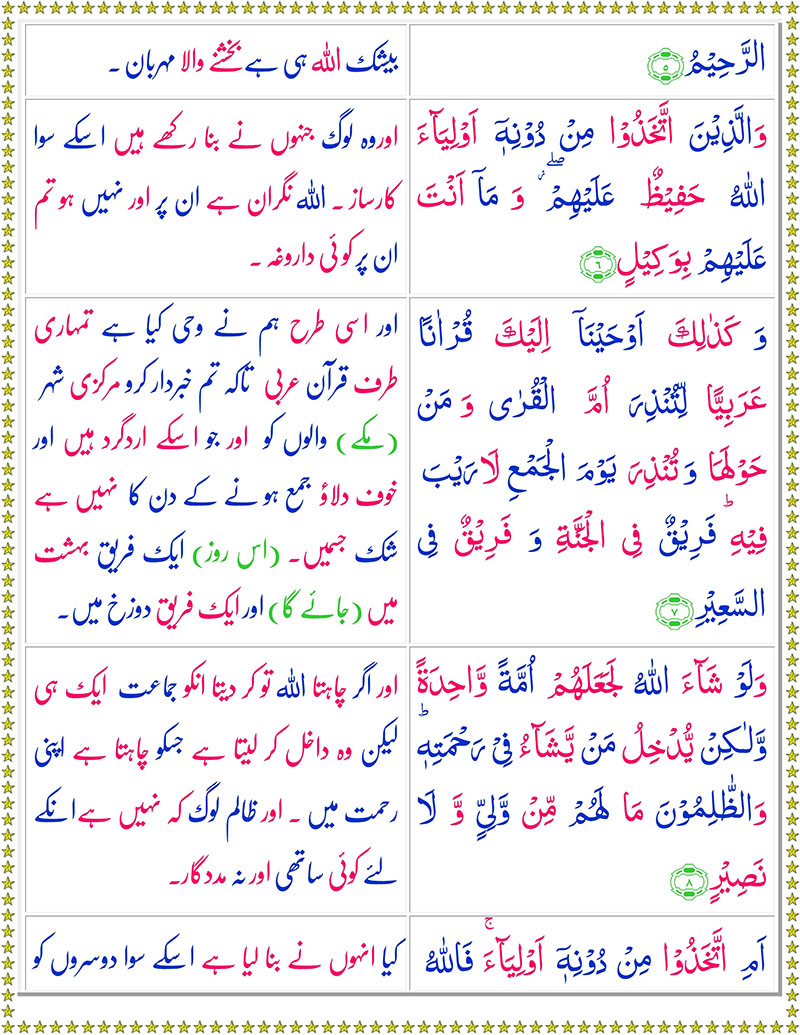 الرَّحِيْمُ ﴿۵﴾
بیشک اللہ ہی ہے بخشنے والا مہربان ۔
وَالَّذِيْنَ اتَّخَذُوْا مِنْ دُوْنِهٖۤ اَوْلِيَآءَ
اللّٰهُ حَفِيْظٌ عَلَيْهِمْ ۖ وَ مَاۤ اَنْتَ
عَلَيْهِمْ بِوَكِيْلٍ ﴿۶﴾
اوروہ لوگ جنہوں نے بنا رکھے ہیں اسکے سوا
کارساز ۔ اللہ نگران ہے ان پر اور نہیں ہو تم
ان پر کوئی داروغہ ۔
وَ كَذٰلِكَ اَوْحَيْنَاۤ اِلَيْكَ قُرْاٰنًا
عَرَبِيًّا لِّتُنْذِرَ اُمَّ الْقُرٰى وَ مَنْ
حَوْلَهَا وَ تُنْذِرَ يَوْمَ الْجَمْعِ لَا رَيْبَ
فِيْهِ ؕ فَرِيْقٌ فِى الْجَنَّةِ وَ فَرِيْقٌ فِى
السَّعِيْرِ ﴿۷﴾
اور اسی طرح ہم نے وحی کیا ہے تمہاری
طرف قرآن عربی تاکہ تم خبردار کرو مرکزی شہر
(مکے) والوں کو اور جو اسکے اردگرد ہیں اور
خوف دلاؤ جمع ہونے کے دن کا نہیں ہے
شک جسمیں۔ (اس روز) ایک فریق بہشت
میں (جائے گا) اور ایک فریق دوزخ میں۔
وَلَوْ شَآءَ اللّٰهُ لَجَعَلَهُمْ اُمَّةً وَّاحِدَةً
وَّلٰكِنْ يُّدْخِلُ مَنْ يَّشَآءُ فِىْ رَحْمَتِهٖ ؕ
وَالظّٰلِمُوْنَ مَا لَهُمْ مِّنْ وَّلِىٍّ وَّ لَا
نَصِيْرٍ ﴿۸﴾
اور اگر چاہتا اللہ تو کر دیتا انکو جماعت ایک ہی
لیکن وہ داخل کر لیتا ہے جسکو چاہتا ہے اپنی
رحمت میں ۔ اور ظالم لوگ کہ نہیں ہے انکے
لئے کوئی ساتھی اور نہ مددگار۔
اَمِ اتَّخَذُوْا مِنْ دُوْنِهٖۤ اَوْلِيَآءَ ۚ فَاللّٰهُ
کیا انہوں نے بنا لیا ہے اسکے سوا دوسروں کو